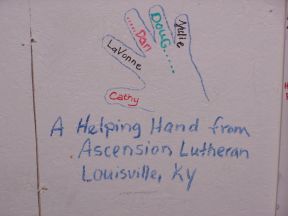 .....Dan
Doug.....
Julie
LaVonne
Cathy
A Helping Hand from
Ascension Lutheran
Louisville, Ky